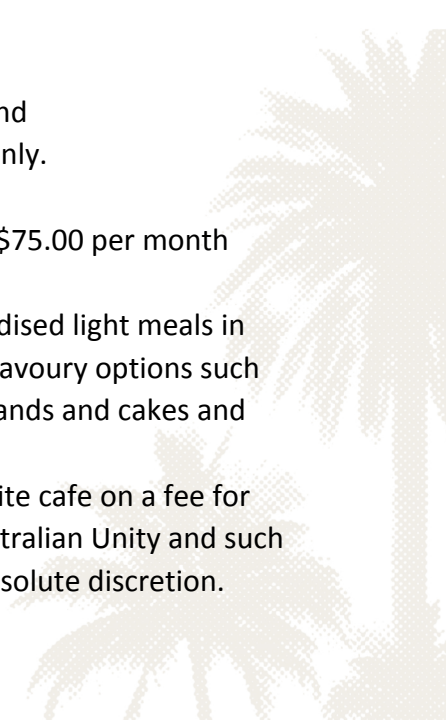 nd
nly.
$75.00 per month
dised light meals in
avoury options such
ands and cakes and
ite cafe on a fee for
tralian Unity and such
solute discretion.